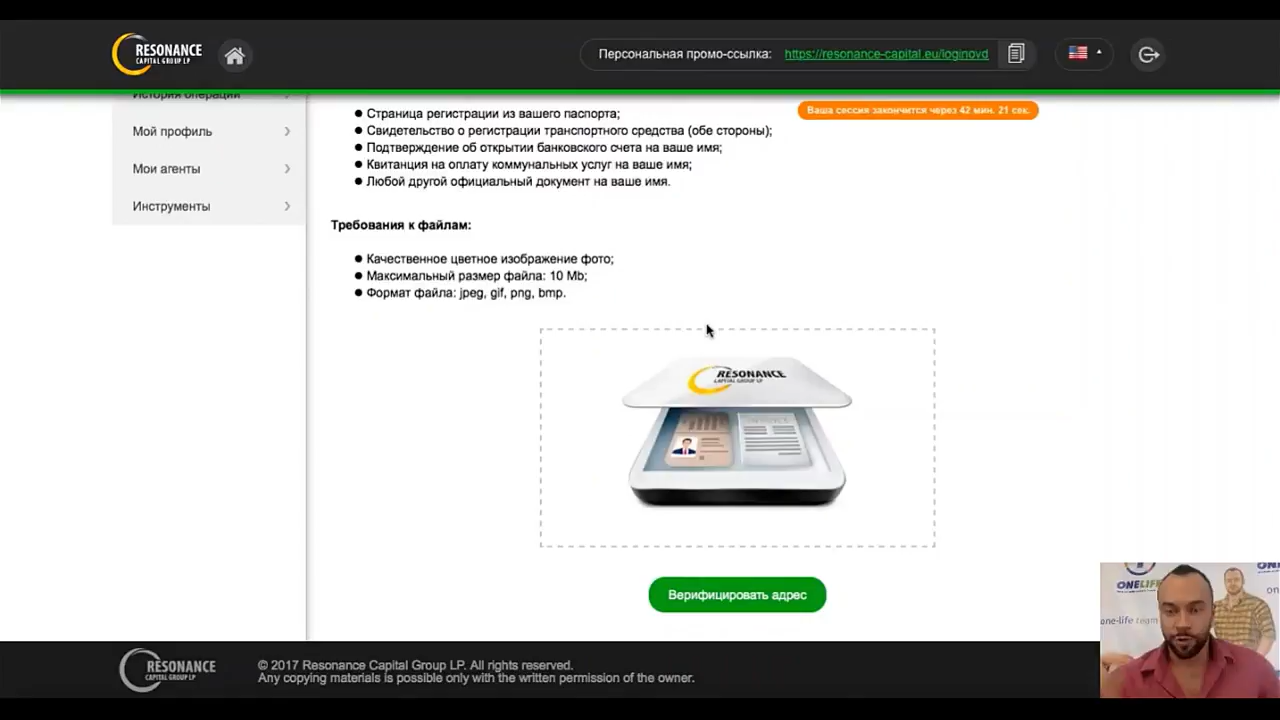 RESONANCE
CAPITAL GROUP LP
Персональная промо-ссылка: https://resonance-capital.eu/loginovd
История операций
Мой профиль
Мои агенты
Инструменты
Ваша сессия закончится через 42 мин. 21 сек.
● Страница регистрации из вашего паспорта;
● Свидетельство о регистрации транспортного средства (обе стороны);
● Подтверждение об открытии банковского счета на ваше имя;
● Квитанция на оплату коммунальных услуг на ваше имя;
● Любой другой официальный документ на ваше имя.
Требования к файлам:
● Качественное цветное изображение фото;
● Максимальный размер файла: 10 Mb;
● Формат файла: jpeg, gif, png, bmp.
RESONANCE
CAPITAL GROUP LP
Верифицировать адрес
ONELIFE
one-life team
RESONANCE
CAPITAL GROUP LP
© 2017 Resonance Capital Group LP. All rights reserved.
Any copying materials is possible only with the written permission of the owner.